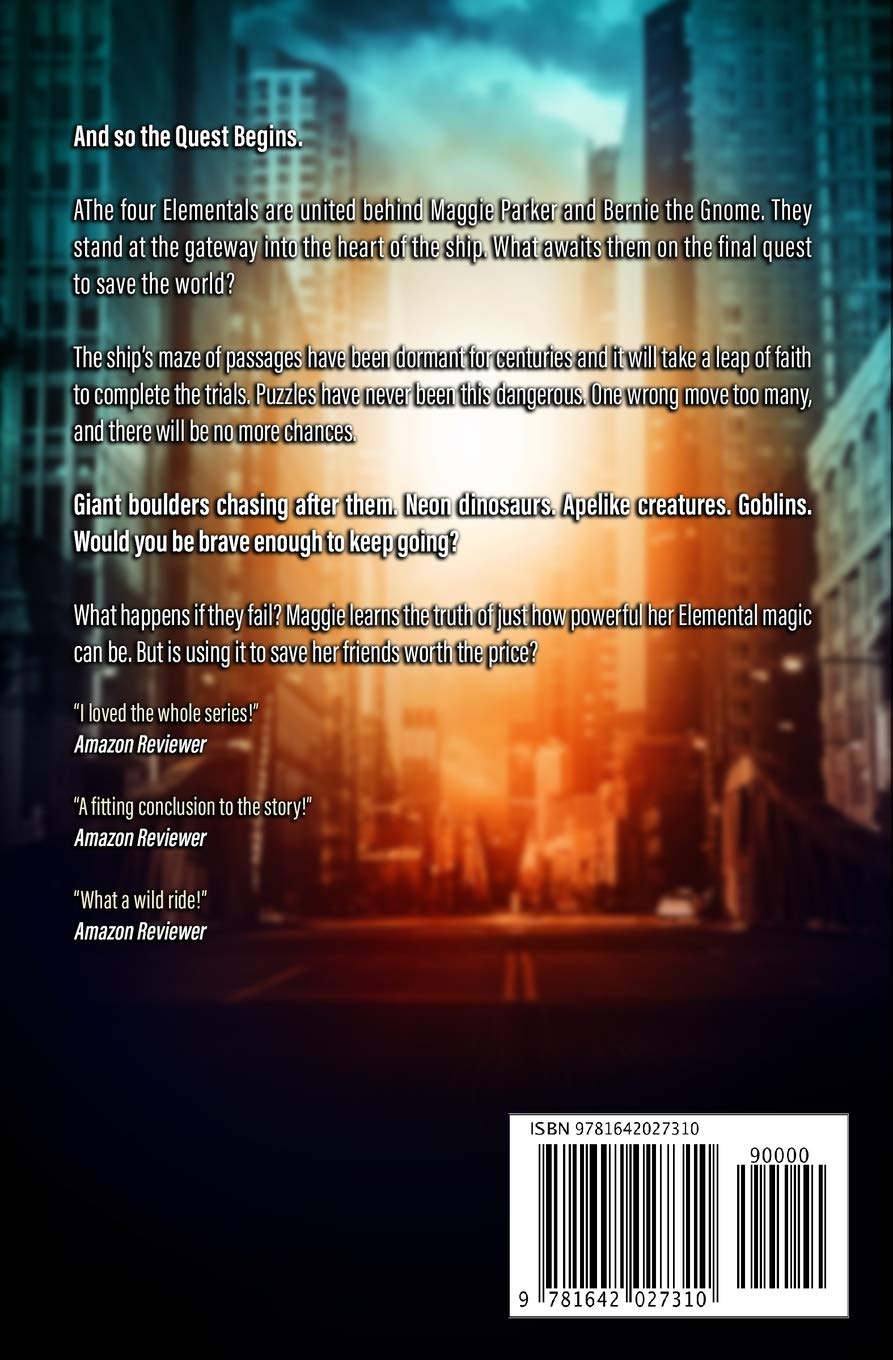 And so the Quest Begins.
AThe four Elementals are united behind Maggie Parker and Bernie the Gnome. They
stand at the gateway into the heart of the ship. What awaits them on the final quest
to save the world?
The ship's maze of passages have been dormant for centuries and it will take a leap of faith
to complete the trials. Puzzles have never been this dangerous. One wrong move too many,
and there will be no more chances.
Giant boulders chasing after them. Neon dinosaurs. Apelike creatures. Goblins.
Would you be brave enough to keep going?
What happens if they fail? Maggie learns the truth of just how powerful her Elemental magic
can be. But is using it to save her friends worth the price?
“I loved the whole series!”
Amazon Reviewer
“A fitting conclusion to the story!”
Amazon Reviewer
“What a wild ride!”
Amazon Reviewer
ISBN 9781642027310
90000
9 781642 027310